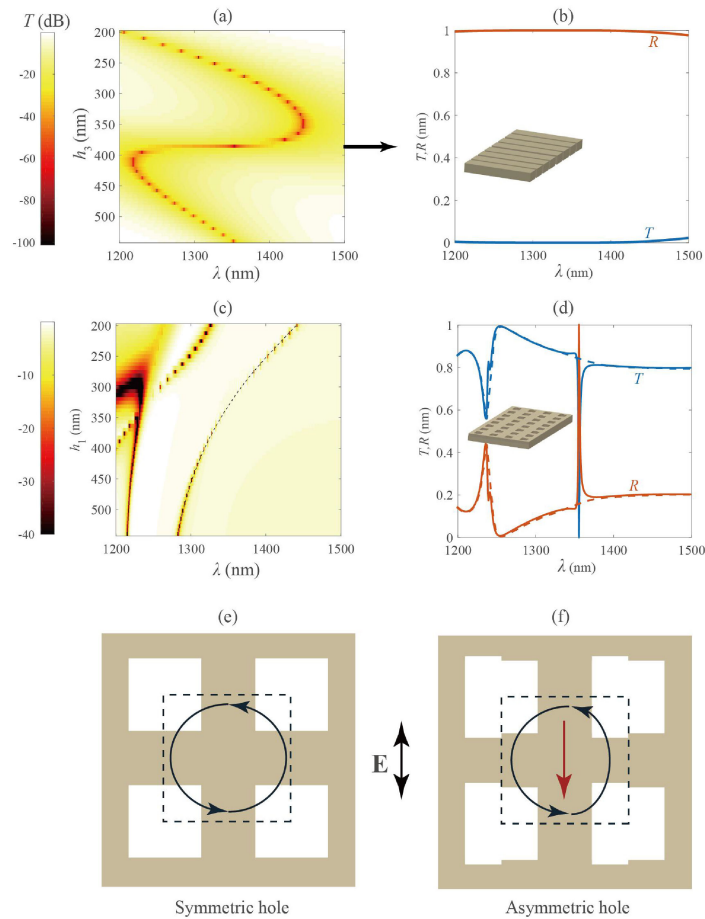 T (dB)
(a)
(b)
-20
-40
-60
-80
-100
200
250
300
350
400
450
500
h3 (nm)
1200
1300
1400
1500
λ (nm)
1
0.8
0.6
0.4
0.2
0
T,R (nm)
R
T
1200
1300
1400
1500
λ (nm)
(c)
(d)
-10
-20
-30
-40
200
250
300
350
400
450
500
h1 (nm)
1200
1300
1400
1500
λ (nm)
1
0.8
0.6
0.4
0.2
0
T,R (nm)
T
R
1200
1300
1400
1500
λ (nm)
(e)
(f)
E
Symmetric hole
Asymmetric hole